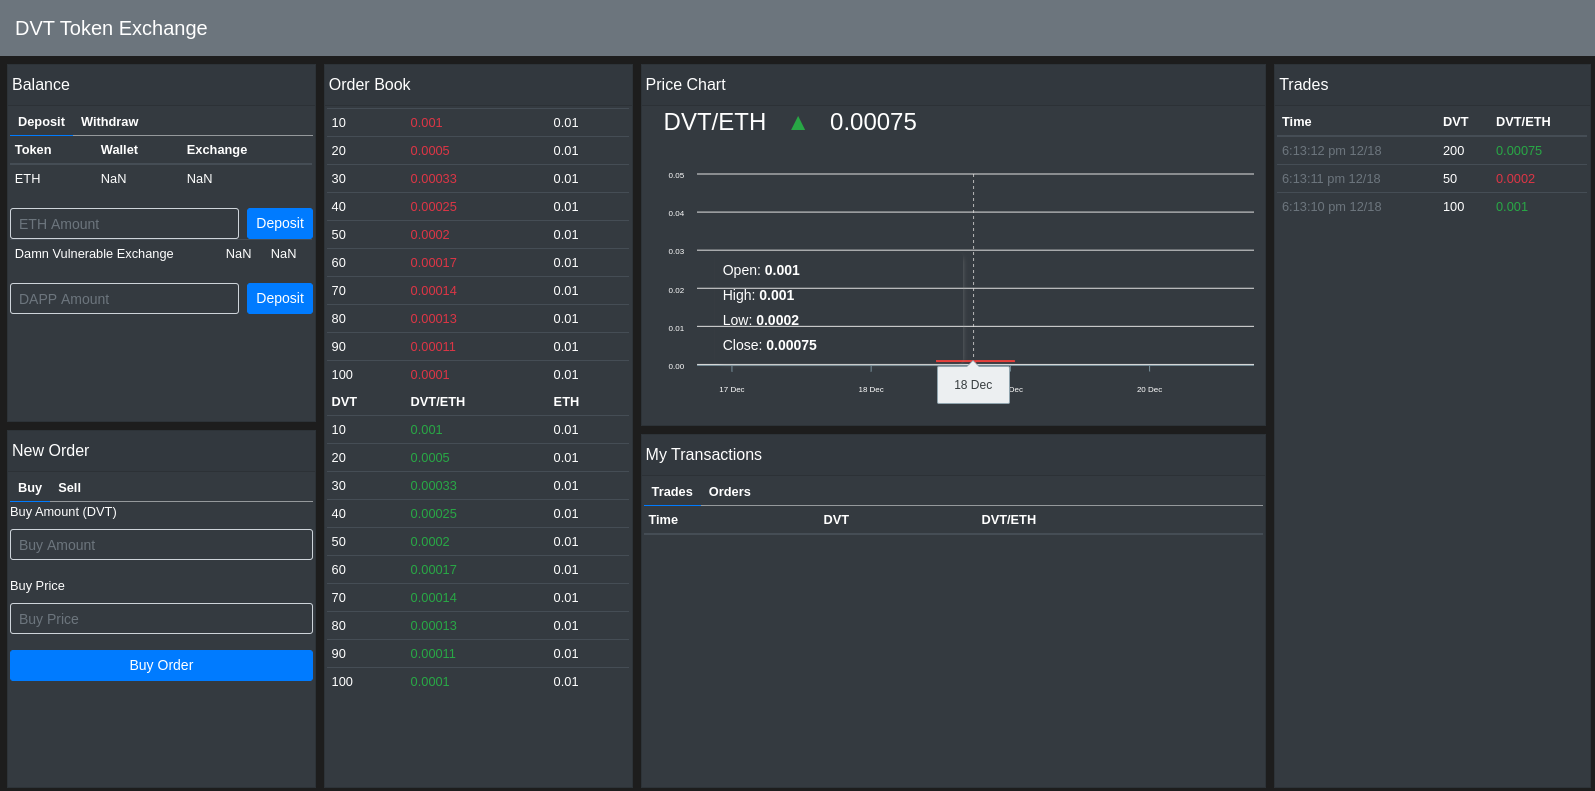 DVT Token Exchange
Balance
Deposit Withdraw
Token Wallet Exchange
ETH NaN NaN
ETH Amount Deposit
Damn Vulnerable Exchange NaN NaN
DAPP Amount Deposit
New Order
Buy Sell
Buy Amount (DVT)
Buy Amount
Buy Price
Buy Price
Buy Order
Order Book
10 0.001 0.01
20 0.0005 0.01
30 0.00033 0.01
40 0.00025 0.01
50 0.0002 0.01
60 0.00017 0.01
70 0.00014 0.01
80 0.00013 0.01
90 0.00011 0.01
100 0.0001 0.01
DVT DVT/ETH ETH
10 0.001 0.01
20 0.0005 0.01
30 0.00033 0.01
40 0.00025 0.01
50 0.0002 0.01
60 0.00017 0.01
70 0.00014 0.01
80 0.00013 0.01
90 0.00011 0.01
100 0.0001 0.01
Price Chart
DVT/ETH ▲ 0.00075
0.05
0.04
0.03
Open: 0.001
0.02
High: 0.001
Low: 0.0002
0.01
Close: 0.00075
0.00
17 Dec 18 Dec Dec 20 Dec
18 Dec
My Transactions
Trades Orders
Time DVT DVT/ETH
Trades
Time DVT DVT/ETH
6:13:12 pm 12/18 200 0.00075
6:13:11 pm 12/18 50 0.0002
6:13:10 pm 12/18 100 0.001